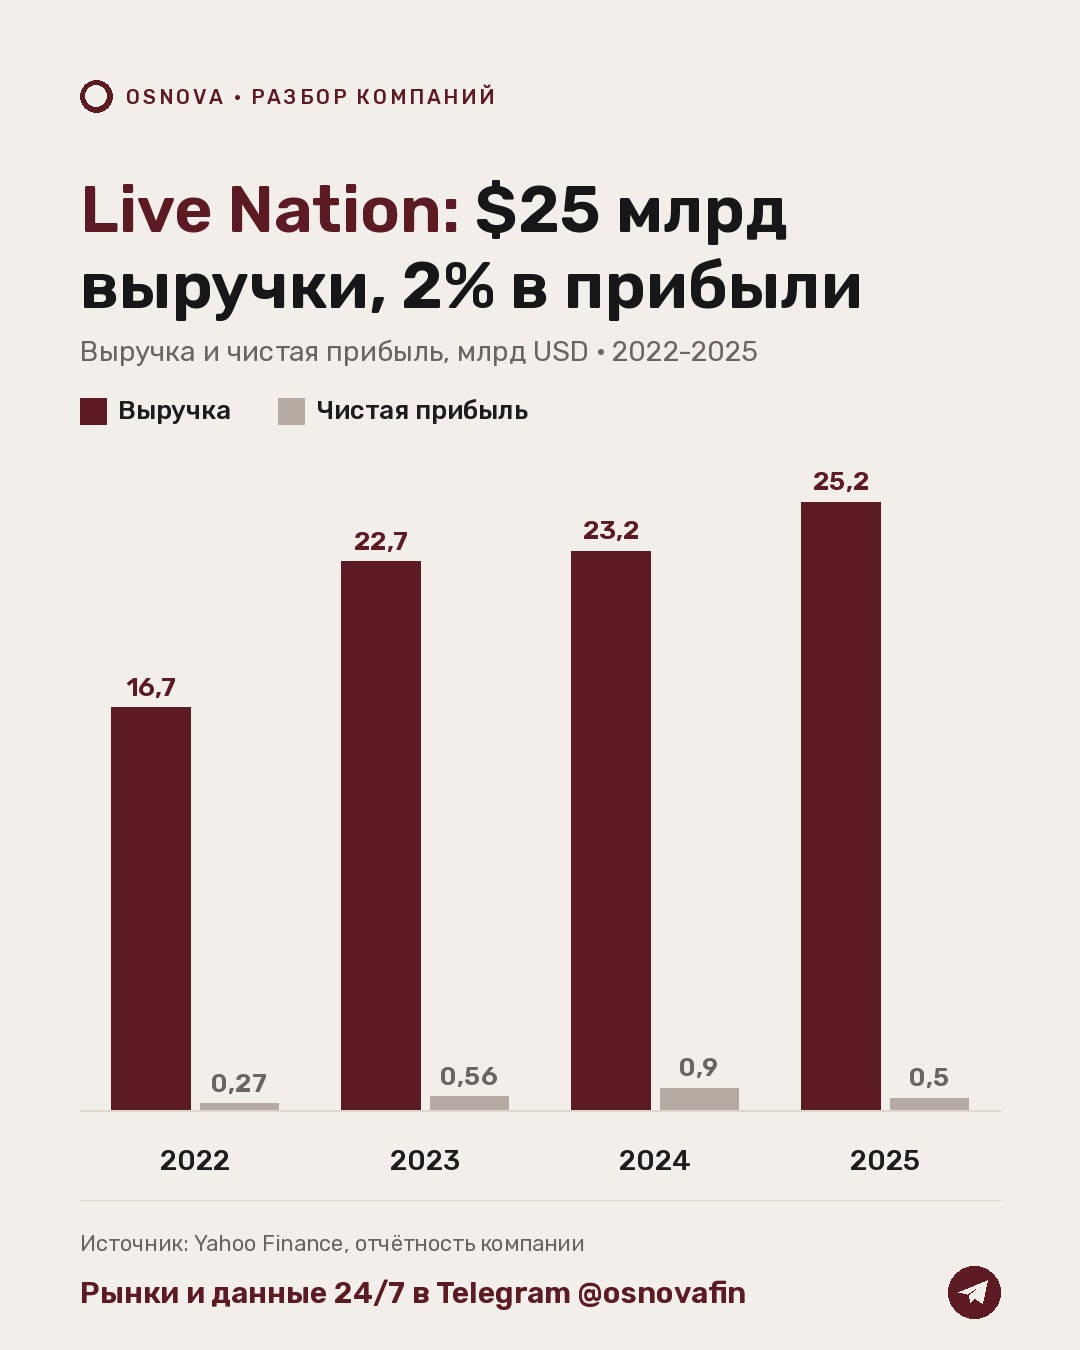 OSNOVA • РАЗБОР КОМПАНИЙ
Live Nation: $25 млрд
выручки, 2% в прибыли
Выручка и чистая прибыль, млрд USD • 2022-2025
Выручка Чистая прибыль
25,2
23,2
22,7
16,7
0,27 0,56 0,9 0,5
2022 2023 2024 2025
Источник: Yahoo Finance, отчётность компании
Рынки и данные 24/7 в Telegram @osnovafin